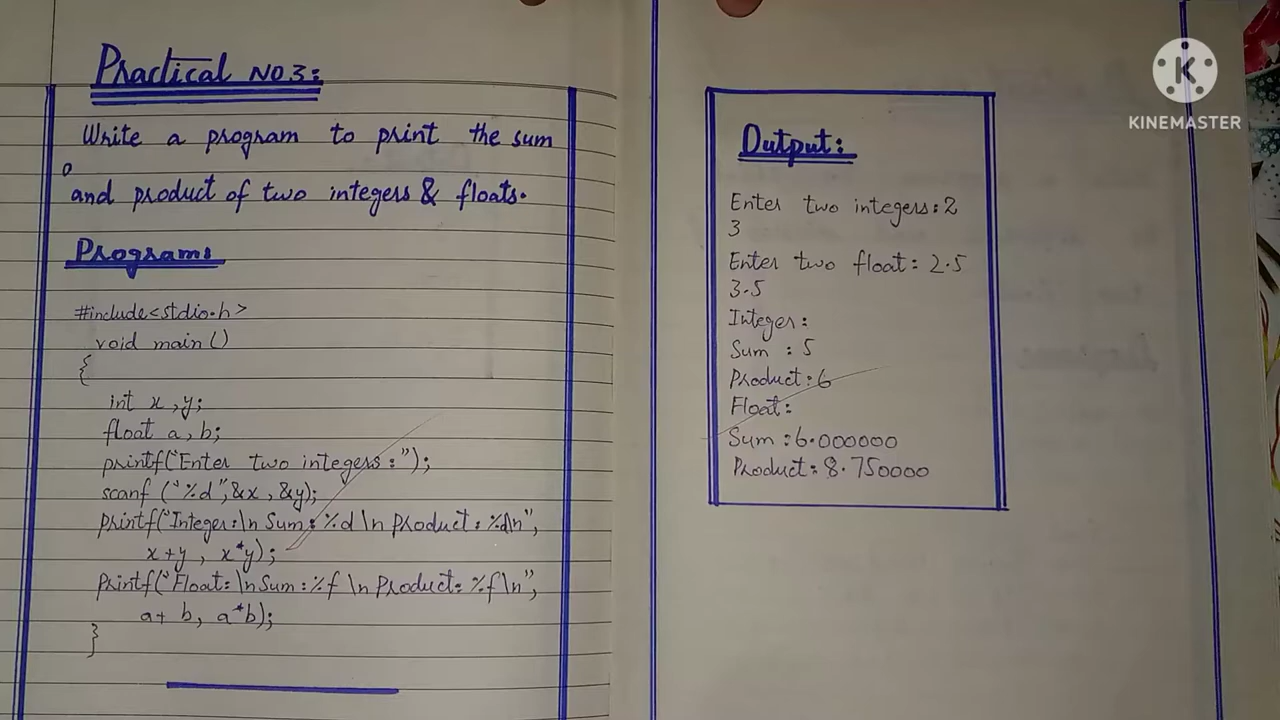 Practical NO 3:
Write a program to print the sum
and product of two integers & floats.
Programs
#include<stdio.h>
void main()
{
int x,y;
float a,b;
printf("Enter two integers:");
scanf ("%d",&x,&y);
printf("Integer:\n Sum: %d \n Product: %d\n",
x+y, x*y);
Printf("Float: \n Sum: %f \n Product: %f\n",
a+ b, a*b);
}
Output:
Enter two integers: 2
3
Enter two float: 2.5
3.5
Integer:
Sum : 5
Product: 6
Float:
Sum : 6.000000
Product: 8.750000
K
KINEMASTER